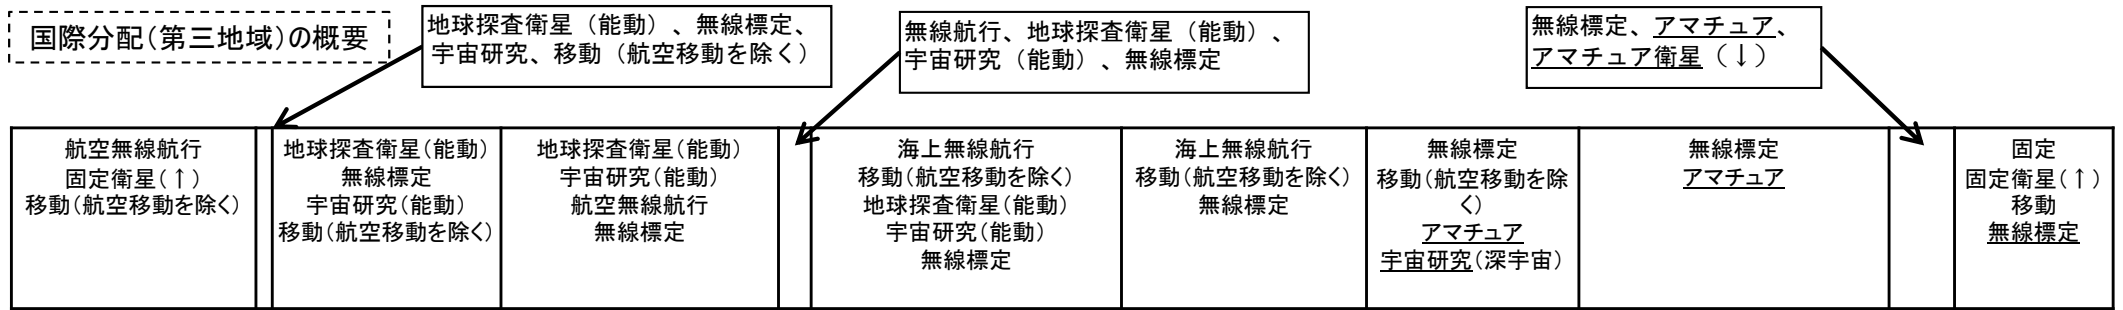 国際分配(第三地域)の概要
地球探査衛星（能動）、無線標定、
宇宙研究、移動（航空移動を除く）
無線航行、地球探査衛星（能動）、
宇宙研究（能動）、無線標定
無線標定、アマチュア、
アマチュア衛星（↓）
航空無線航行
固定衛星(↑)
移動(航空移動を除く)
地球探査衛星(能動)
無線標定
宇宙研究(能動)
移動(航空移動を除く)
地球探査衛星(能動)
宇宙研究(能動)
航空無線航行
無線標定
海上無線航行
移動(航空移動を除く)
地球探査衛星(能動)
宇宙研究(能動)
無線標定
海上無線航行
移動(航空移動を除く)
無線標定
無線標定
移動(航空移動を除
く)
アマチュア
宇宙研究(深宇宙)
無線標定
アマチュア
固定
固定衛星(↑)
移動
無線標定